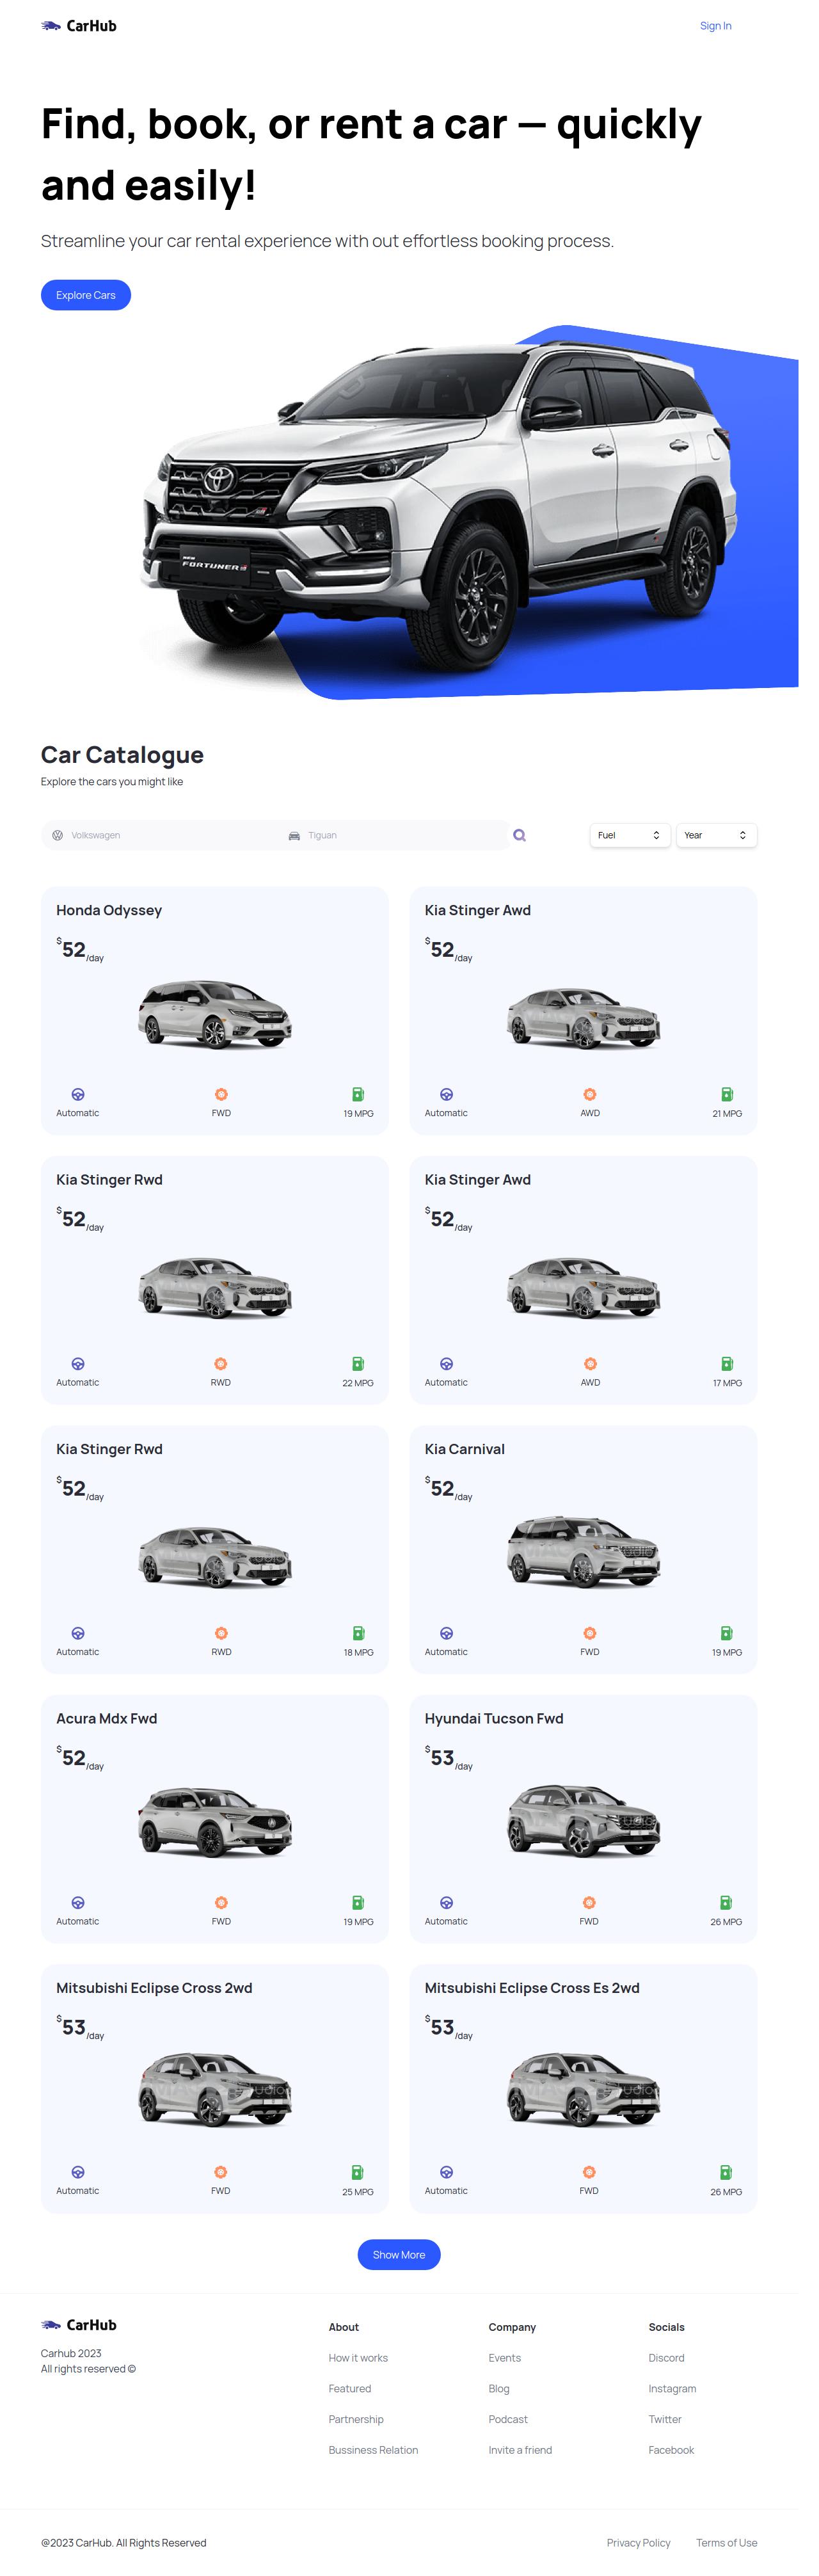 CarHub
Sign In
Find, book, or rent a car — quickly
and easily!
Streamline your car rental experience with out effortless booking process.
Explore Cars
FORTUNER
Car Catalogue
Explore the cars you might like
Volkswagen
Tiguan
Fuel
Year
Honda Odyssey
$52/day
Automatic
FWD
19 MPG
Kia Stinger Awd
$52/day
Automatic
AWD
21 MPG
Kia Stinger Rwd
$52/day
Automatic
RWD
22 MPG
Kia Stinger Awd
$52/day
Automatic
AWD
17 MPG
Kia Stinger Rwd
$52/day
Automatic
RWD
18 MPG
Kia Carnival
$52/day
Automatic
FWD
19 MPG
Acura Mdx Fwd
$52/day
Automatic
FWD
19 MPG
Hyundai Tucson Fwd
$53/day
Automatic
FWD
26 MPG
Mitsubishi Eclipse Cross 2wd
$53/day
Automatic
FWD
25 MPG
Mitsubishi Eclipse Cross Es 2wd
$53/day
Automatic
FWD
26 MPG
Show More
CarHub
Carhub 2023
All rights reserved ©
About
How it works
Featured
Partnership
Bussiness Relation
Company
Events
Blog
Podcast
Invite a friend
Socials
Discord
Instagram
Twitter
Facebook
@2023 CarHub. All Rights Reserved
Privacy Policy
Terms of Use